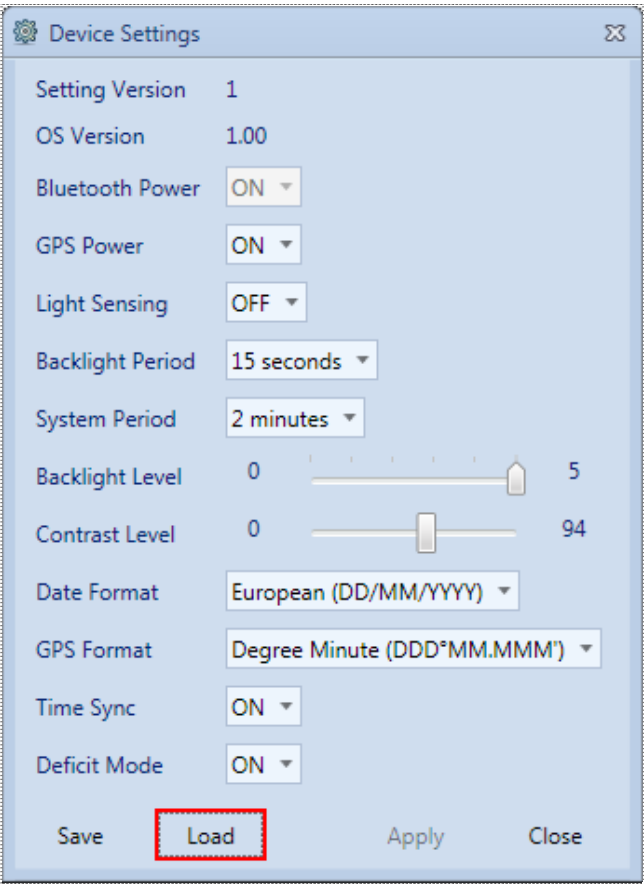 Device Settings
Setting Version 1
OS Version 1.00
Bluetooth Power ON
GPS Power ON
Light Sensing OFF
Backlight Period 15 seconds
System Period 2 minutes
Backlight Level 0 5
Contrast Level 0 94
Date Format European (DD/MM/YYYY)
GPS Format Degree Minute (DDD°MM.MMM')
Time Sync ON
Deficit Mode ON
Save Load Apply Close